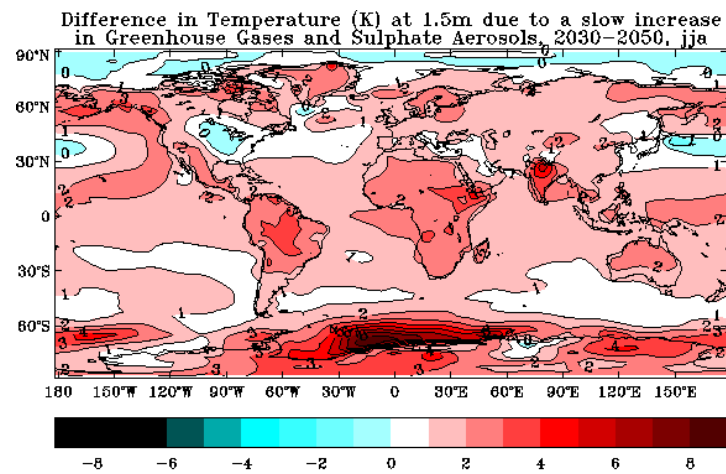 Difference in Temperature (K) at 1.5m due to a slow increase
in Greenhouse Gases and Sulphate Aerosols, 2030-2050, jja
90°N
60°N
30°N
0
30°S
60°S
180 150°W 120°W 90°W 60°W 30°W 0 30°E 60°E 90°E 120°E 150°E
-8 -6 -4 -2 0 2 4 6 8